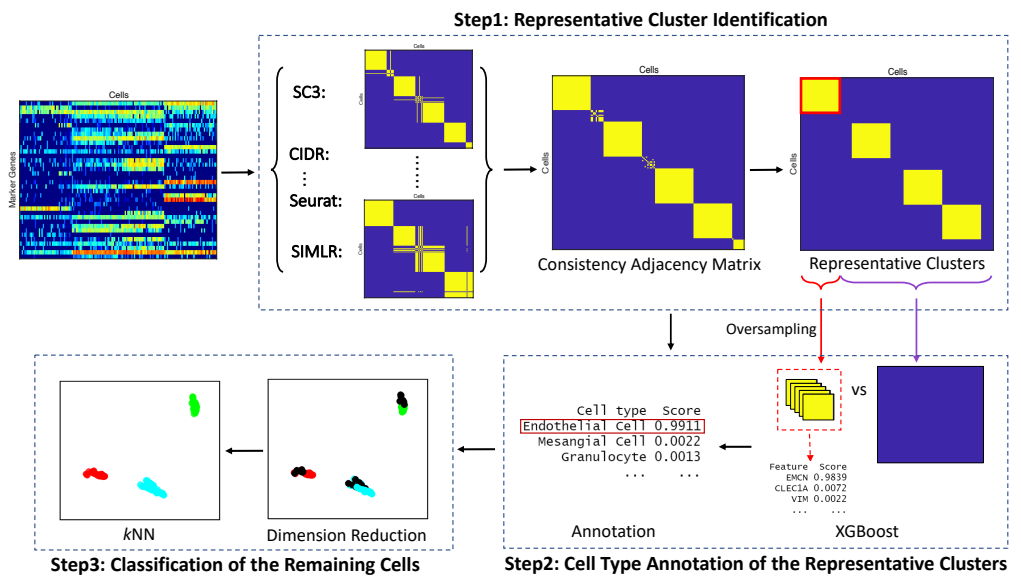 Step1: Representative Cluster Identification
Cells
Marker Genes
SC3:
CIDR:
Seurat:
SIMLR:
Cells
Cells
Cells
Cells
Cells
Cells
Consistency Adjacency Matrix
Cells
Cells
Representative Clusters
Oversampling
vs
Feature Score
EMCN 0.9839
CLEC1A 0.0072
VIM 0.0022
... ...
XGBoost
Cell type Score
Endothelial Cell 0.9911
Mesangial Cell 0.0022
Granulocyte 0.0013
... ...
Annotation
Step2: Cell Type Annotation of the Representative Clusters
Dimension Reduction
kNN
Step3: Classification of the Remaining Cells